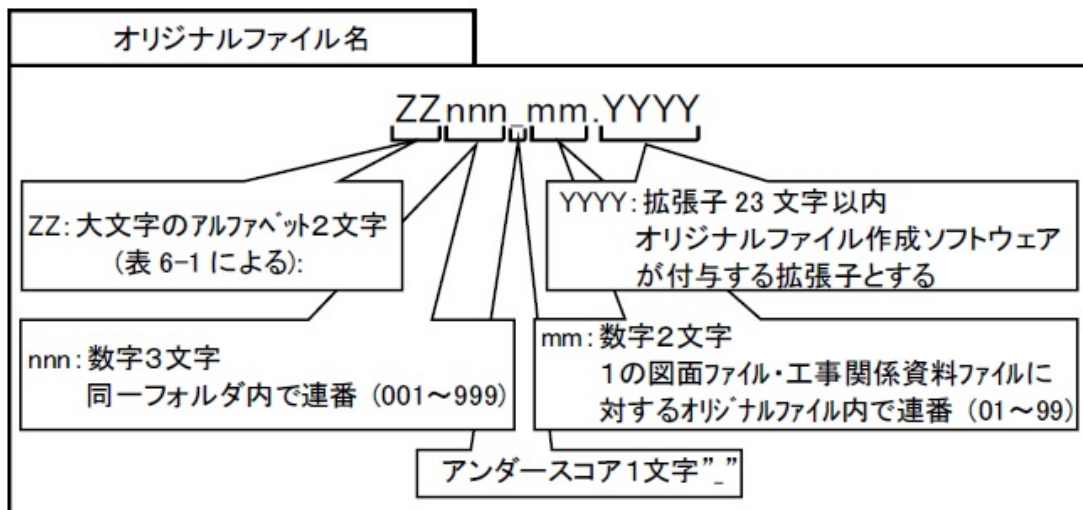 オリジナルファイル名
ZZnnn_mm.YYYY
ZZ:大文字のアルファベット2文字
(表 6-1 による):
YYYY:拡張子 23 文字以内
オリジナルファイル作成ソフトウェア
が付与する拡張子とする
nnn:数字3文字
同一フォルダ内で連番 (001~999)
mm:数字2文字
1の図面ファイル・工事関係資料ファイルに
対するオリジナルファイル内で連番 (01~99)
アンダースコア1文字”_”